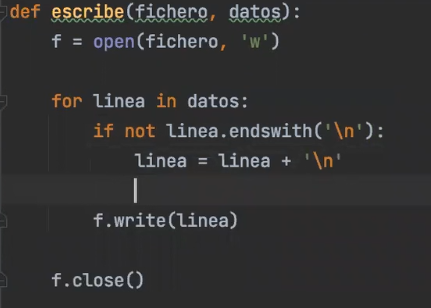 def escribe(fichero, datos):
    f = open(fichero, 'w')

    for linea in datos:
        if not linea.endswith('\n'):
            linea = linea + '\n'

        f.write(linea)

    f.close()